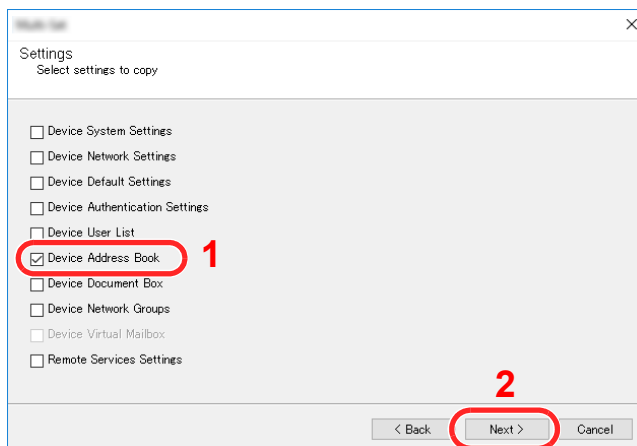 Settings
Select settings to copy
Device System Settings
Device Network Settings
Device Default Settings
Device Authentication Settings
Device User List
Device Address Book
1
Device Document Box
Device Network Groups
Device Virtual Mailbox
Remote Services Settings
2
< Back Next > Cancel